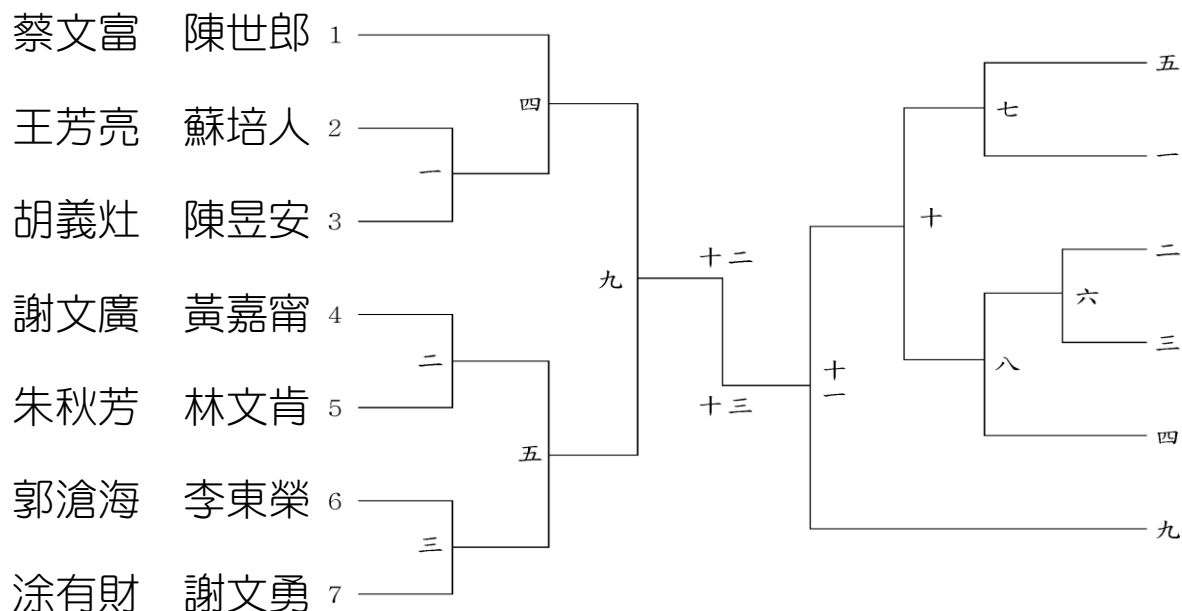 蔡文富 陳世郎 1
王芳亮 蘇培人 2
胡義灶 陳昱安 3
謝文廣 黃嘉甯 4
朱秋芳 林文肯 5
郭滄海 李東榮 6
涂有財 謝文勇 7
四
一
二
五
三
九
十二
十三
十一
十
七
八
六
五
一
二
三
四
九